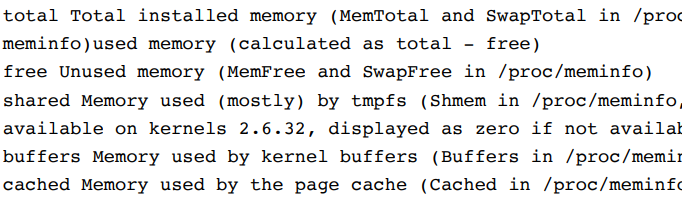 total Total installed memory (MemTotal and SwapTotal in /proc
meminfo)used memory (calculated as total - free)
free Unused memory (MemFree and SwapFree in /proc/meminfo)
shared Memory used (mostly) by tmpfs (Shmem in /proc/meminfo,
available on kernels 2.6.32, displayed as zero if not availab
buffers Memory used by kernel buffers (Buffers in /proc/memin
cached Memory used by the page cache (Cached in /proc/meminfo